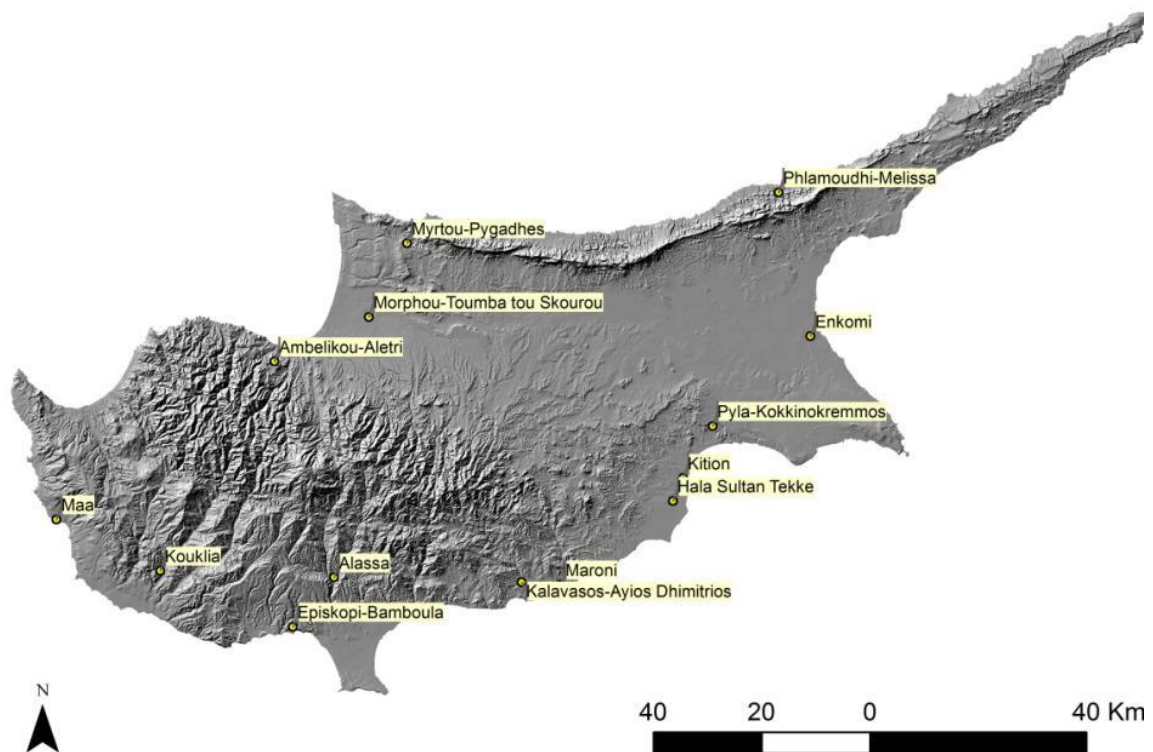 Phlamoudhi-Melissa
Myrtou-Pygadhes
Morphou-Toumba tou Skourou
Enkomi
Ambelikou-Aletri
Pyla-Kokkinokremmos
Kition
Hala Sultan Tekke
Maa
Kouklia
Alassa
Maroni
Kalavasos-Ayios Dhimitrios
Episkopi-Bamboula
N
40 20 0 40 Km